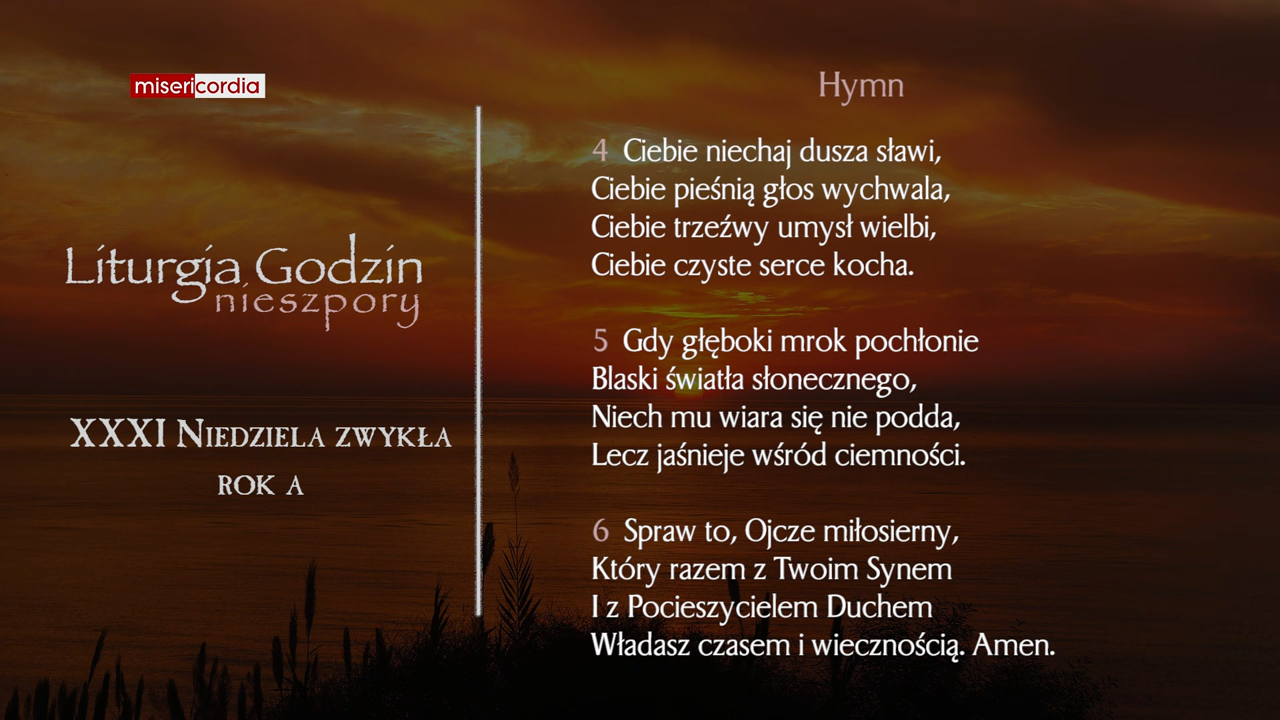 misericordia
Liturgia Godzin
nieszpory
XXXI Niedziela zwykła
rok A
Hymn
4 Ciebie niechaj dusza sławi,
Ciebie pieśnią głos wychwala,
Ciebie trzeźwy umysł wielbi,
Ciebie czyste serce kocha.
5 Gdy głęboki mrok pochłonie
Blaski światła słonecznego,
Niech mu wiara się nie podda,
Lecz jaśnieje wśród ciemności.
6 Spraw to, Ojcze miłosierny,
Który razem z Twoim Synem
I z Pocieszycielem Duchem
Władasz czasem i wiecznością. Amen.